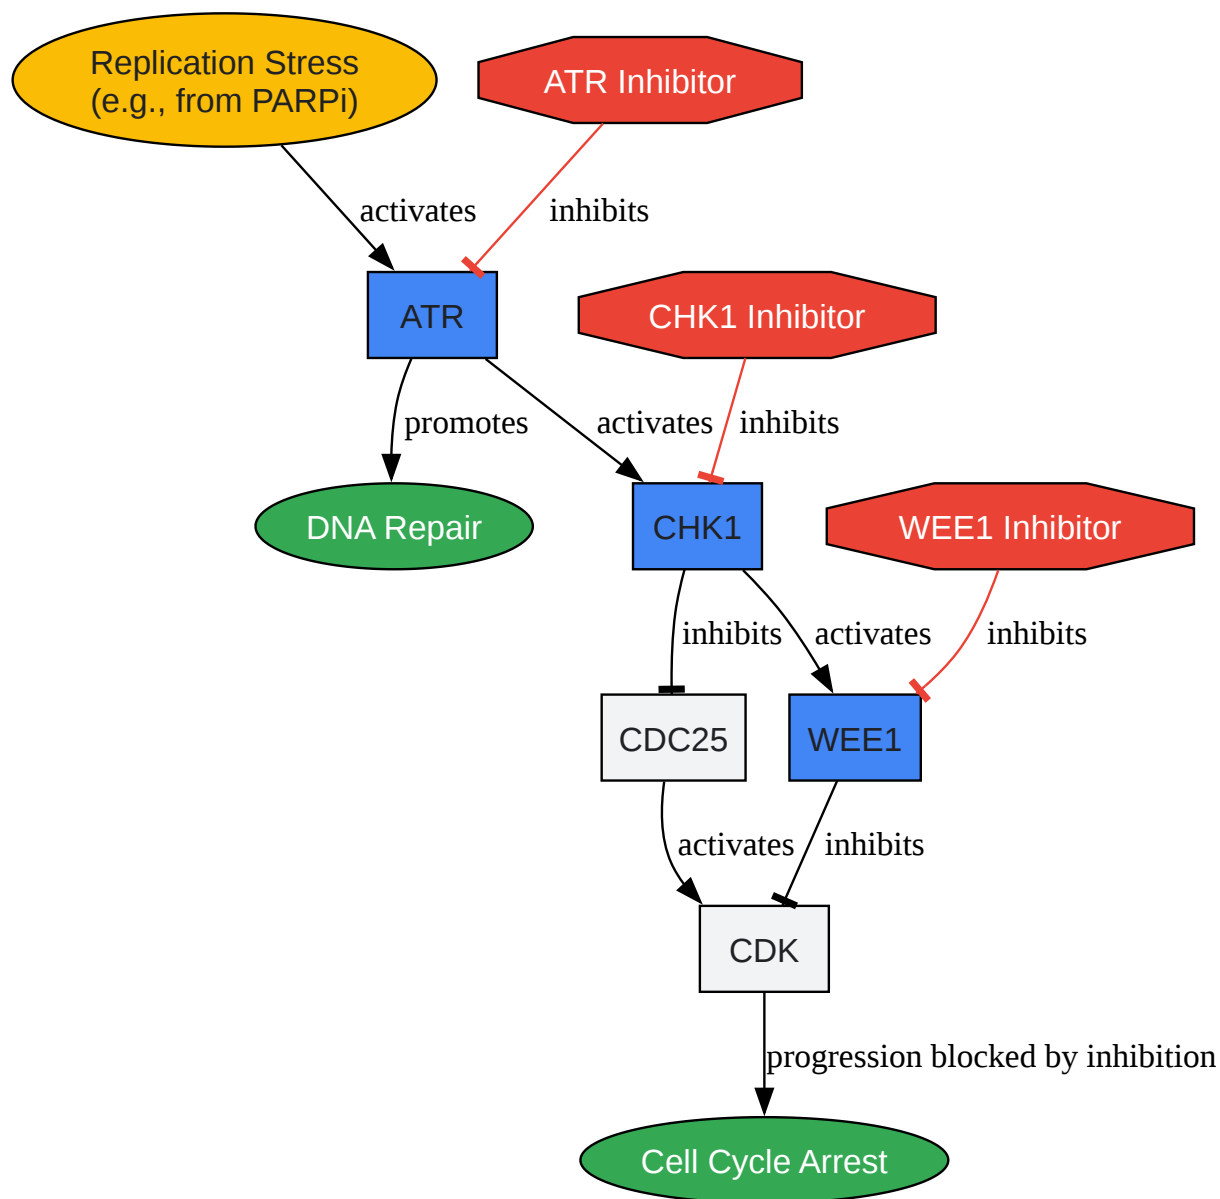 Replication Stress
(e.g., from PARPi)
ATR Inhibitor
activates
inhibits
ATR
CHK1 Inhibitor
promotes
activates
inhibits
DNA Repair
CHK1
WEE1 Inhibitor
inhibits
activates
inhibits
CDC25
WEE1
activates
inhibits
CDK
progression blocked by inhibition
Cell Cycle Arrest